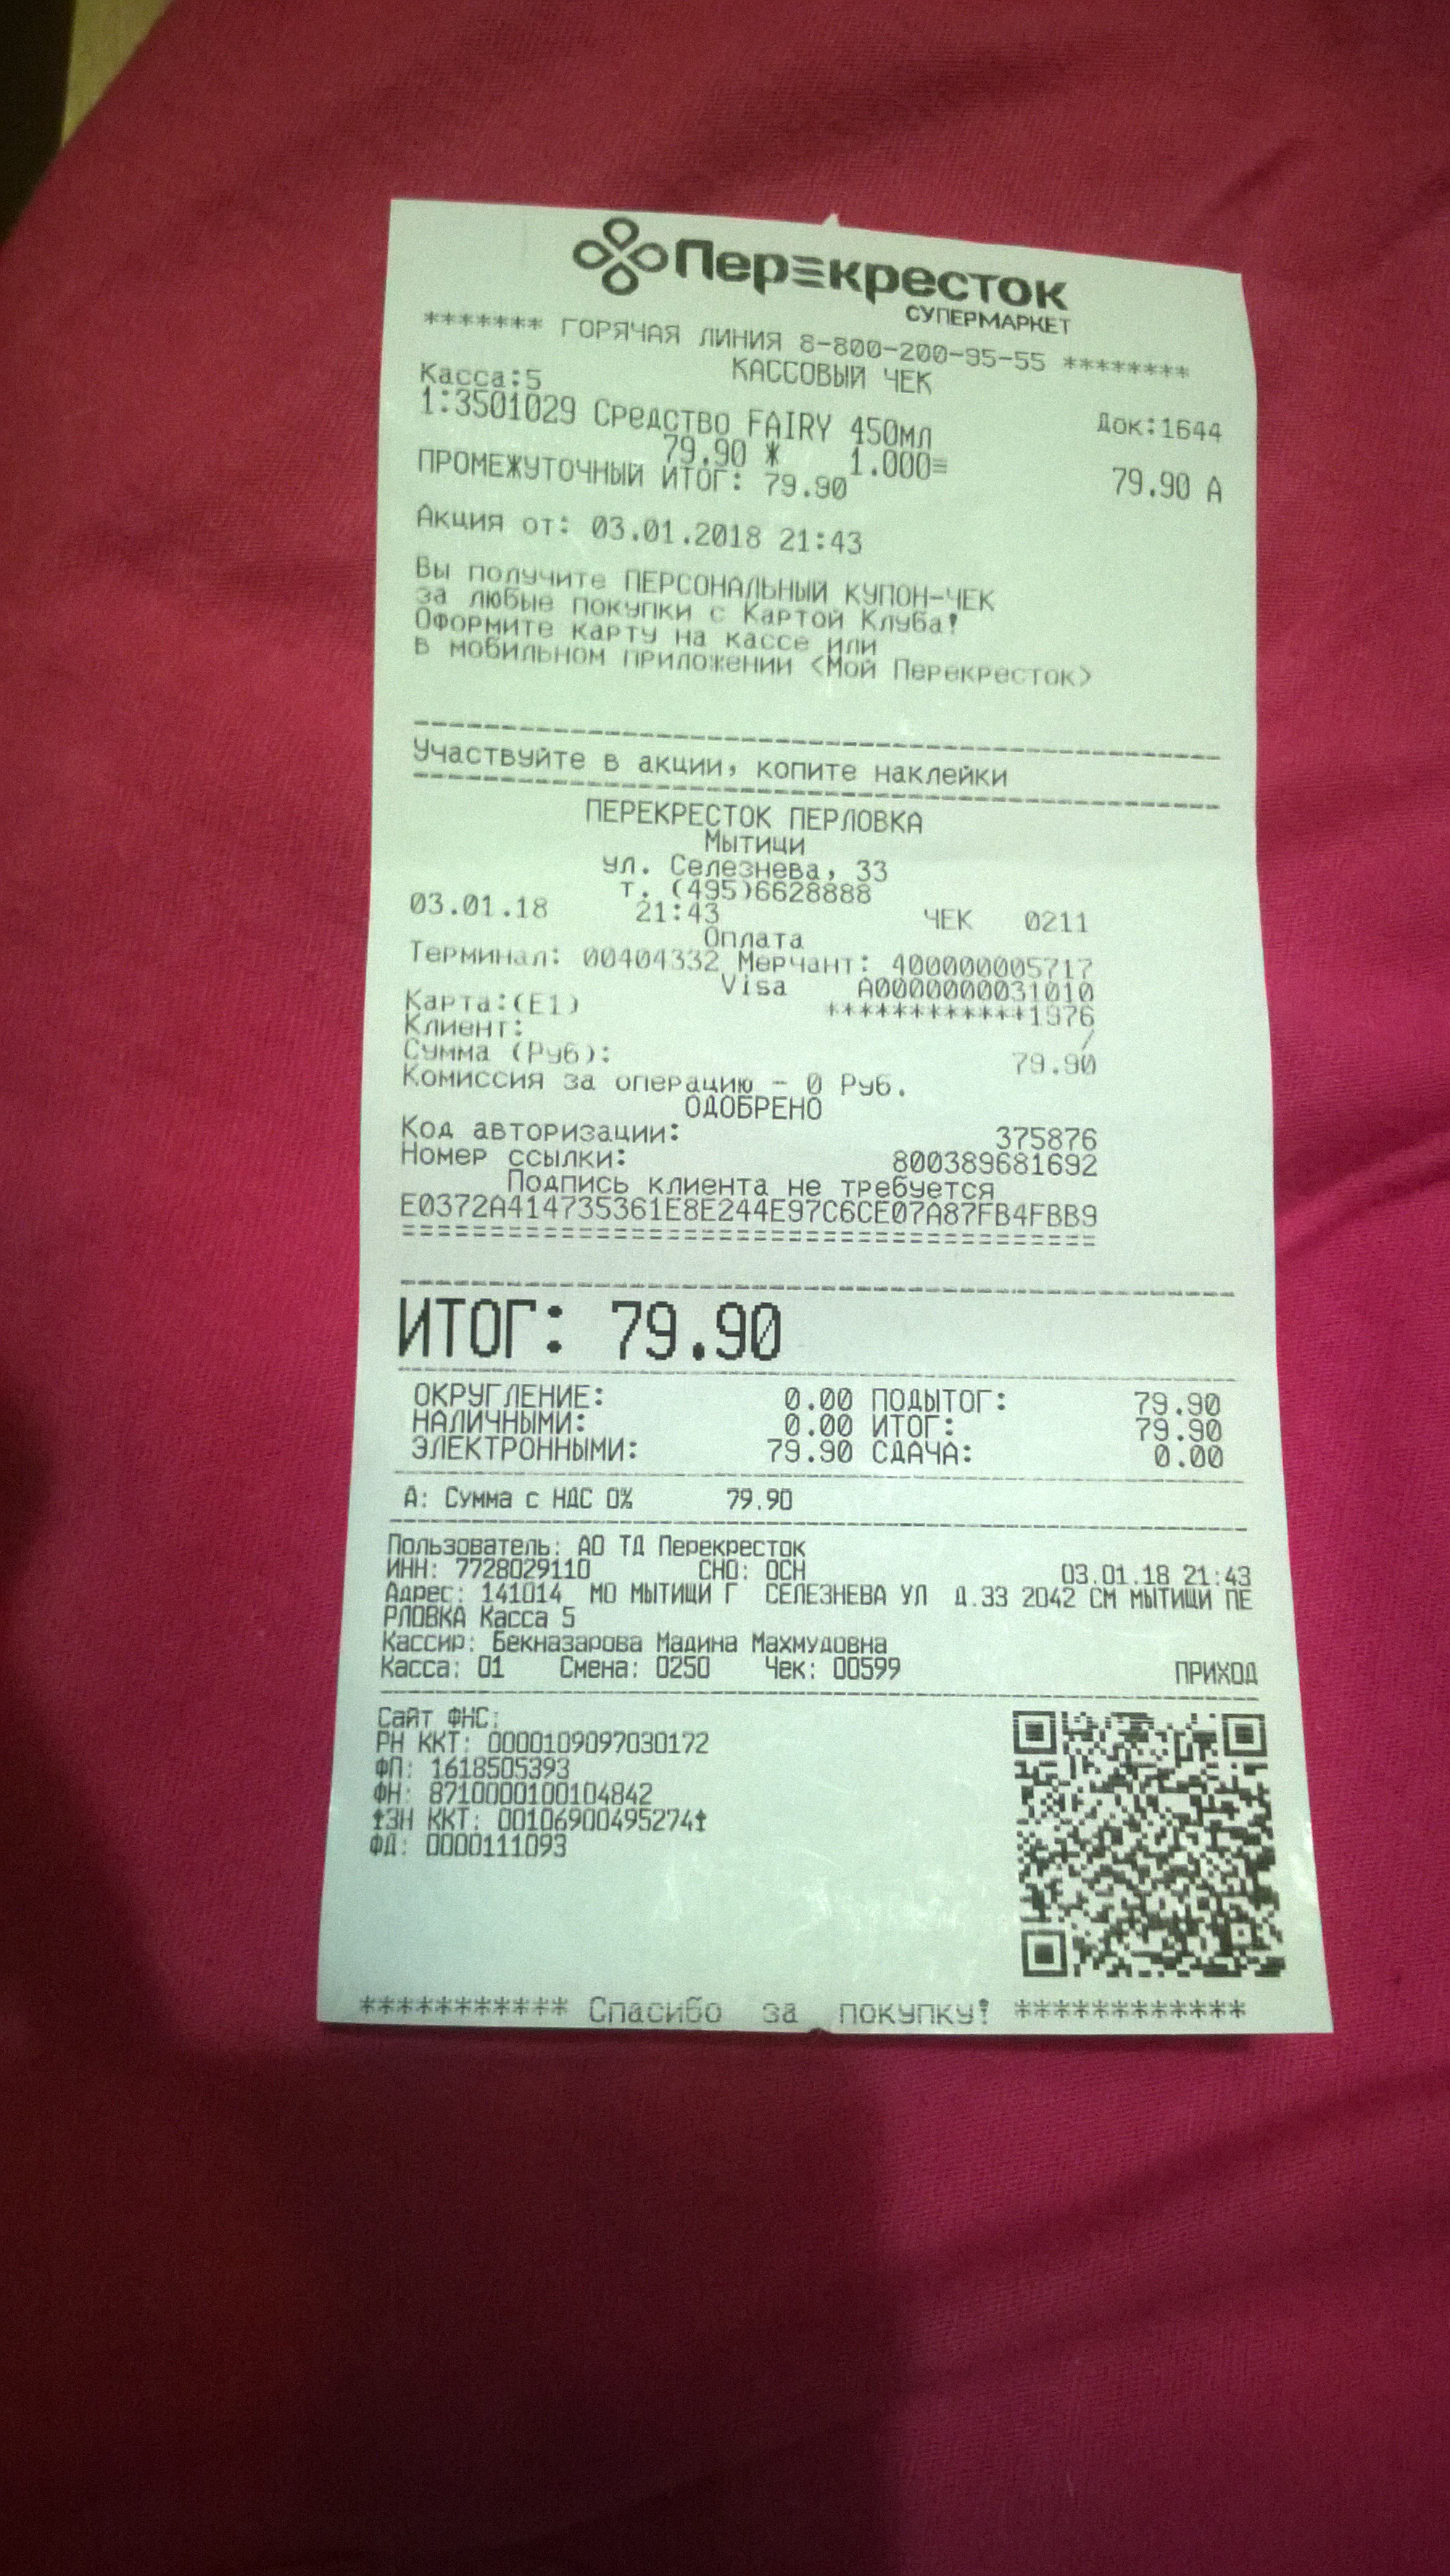 Перекресток
СУПЕРМАРКЕТ
******* ГОРЯЧАЯ ЛИНИЯ 8-800-200-95-55 ********
КАССОВЫЙ ЧЕК
Касса:5 Док:1644
1:3501029 Средство FAIRY 450мл
79.90 * 1.000= 79.90 А
ПРОМЕЖУТОЧНЫЙ ИТОГ: 79.90
Акция от: 03.01.2018 21:43
Вы получите ПЕРСОНАЛЬНЫЙ КУПОН-ЧЕК
за любые покупки с Картой Клуба!
Оформите карту на кассе или
в мобильном приложении <Мой Перекресток>
Участвуйте в акции, копите наклейки
ПЕРЕКРЕСТОК ПЕРЛОВКА
Мытищи
ул. Селезнева, 33
т. (495)6628888
03.01.18 21:43 ЧЕК 0211
Оплата
Терминал: 00404332 Мерчант: 400000005717
Visa A0000000031010
Карта:(E1) ************1976
Клиент: /
Сумма (Руб): 79.90
Комиссия за операцию - 0 Руб.
ОДОБРЕНО
Код авторизации: 375876
Номер ссылки: 800389681692
Подпись клиента не требуется
E0372A414735361E8E244E97C6CE07A87FB4FBB9
========================================
ИТОГ: 79.90
ОКРУГЛЕНИЕ: 0.00 ПОДЫТОГ: 79.90
НАЛИЧНЫМИ: 0.00 ИТОГ: 79.90
ЭЛЕКТРОННЫМИ: 79.90 СДАЧА: 0.00
А: Сумма с НДС 0% 79.90
Пользователь: АО ТД Перекресток
ИНН: 7728029110 СНО: ОСН 03.01.18 21:43
Адрес: 141014 МО МЫТИЩИ Г СЕЛЕЗНЕВА УЛ Д.33 2042 СМ МЫТИЩИ ПЕ
РЛОВКА Касса 5
Кассир: Бекназарова Мадина Махмудовна
Касса: 01 Смена: 0250 Чек: 00599 ПРИХОД
Сайт ФНС:
РН ККТ: 0000109097030172
ФП: 1618505393
ФН: 8710000100104842
ЗН ККТ: 00106900495274
ФД: 0000111093
*********** Спасибо за покупку! ************